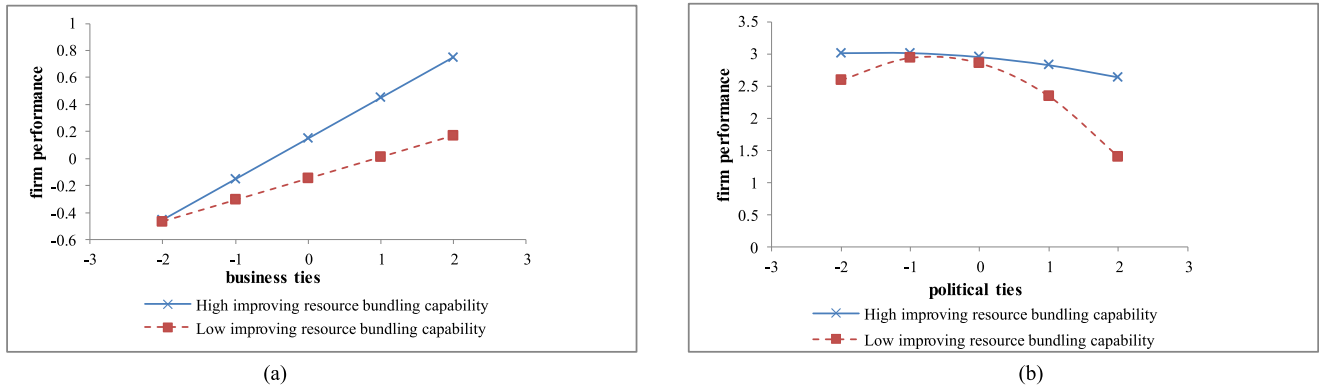 1
0.8
0.6
0.4
0.2
0
-0.2
-0.4
-0.6
firm performance
-3 -2 -1 0 1 2 3
business ties
High improving resource bundling capability
Low improving resource bundling capability
(a)
3.5
3
2.5
2
1.5
1
0.5
0
firm performance
-3 -2 -1 0 1 2 3
political ties
High improving resource bundling capability
Low improving resource bundling capability
(b)